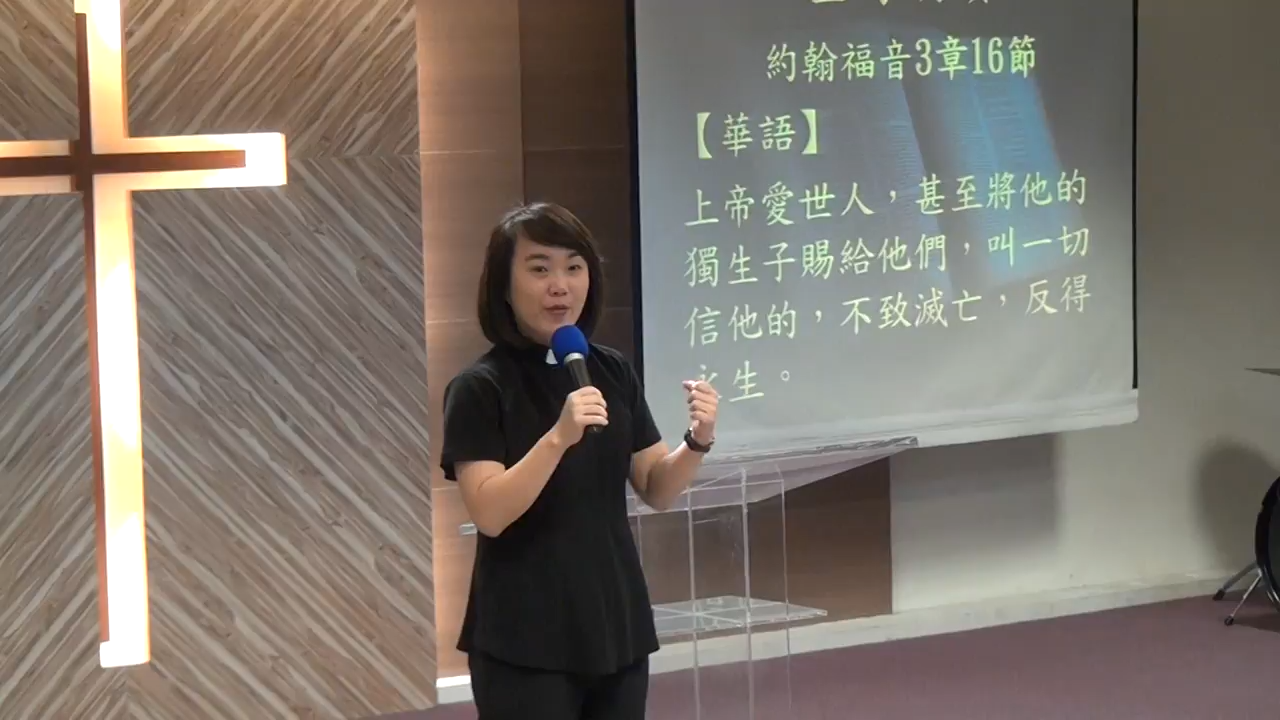 約翰福音3章16節
【華語】
上帝愛世人，甚至將他的
獨生子賜給他們，叫一切
信他的，不致滅亡，反得
永生。